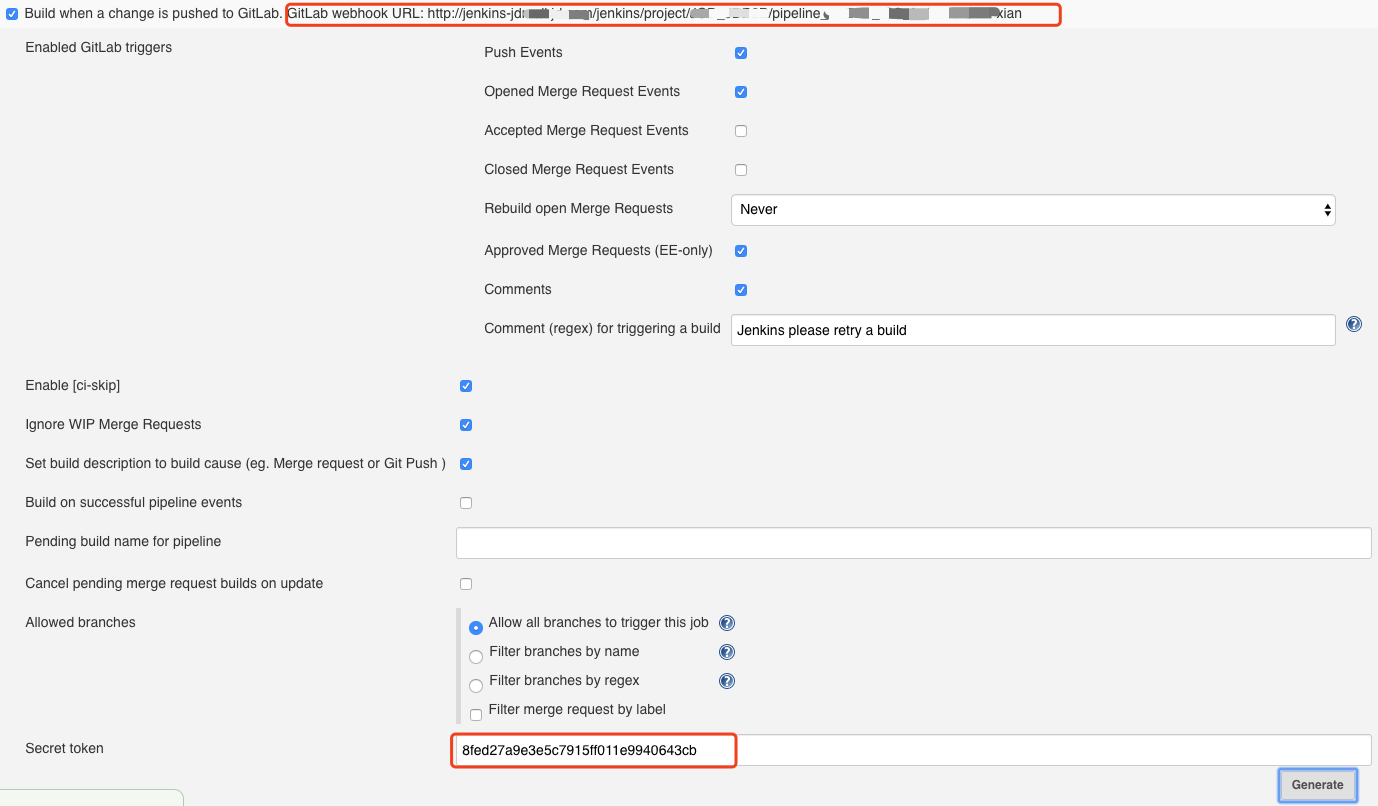 Build when a change is pushed to GitLab. GitLab webhook URL: http://jenkins- /jenkins/project/ /pipeline_ xian
Enabled GitLab triggers
Push Events
Opened Merge Request Events
Accepted Merge Request Events
Closed Merge Request Events
Rebuild open Merge Requests Never
Approved Merge Requests (EE-only)
Comments
Comment (regex) for triggering a build Jenkins please retry a build
Enable [ci-skip]
Ignore WIP Merge Requests
Set build description to build cause (eg. Merge request or Git Push )
Build on successful pipeline events
Pending build name for pipeline
Cancel pending merge request builds on update
Allowed branches
Allow all branches to trigger this job
Filter branches by name
Filter branches by regex
Filter merge request by label
Secret token 8fed27a9e3e5c7915ff011e9940643cb
Generate